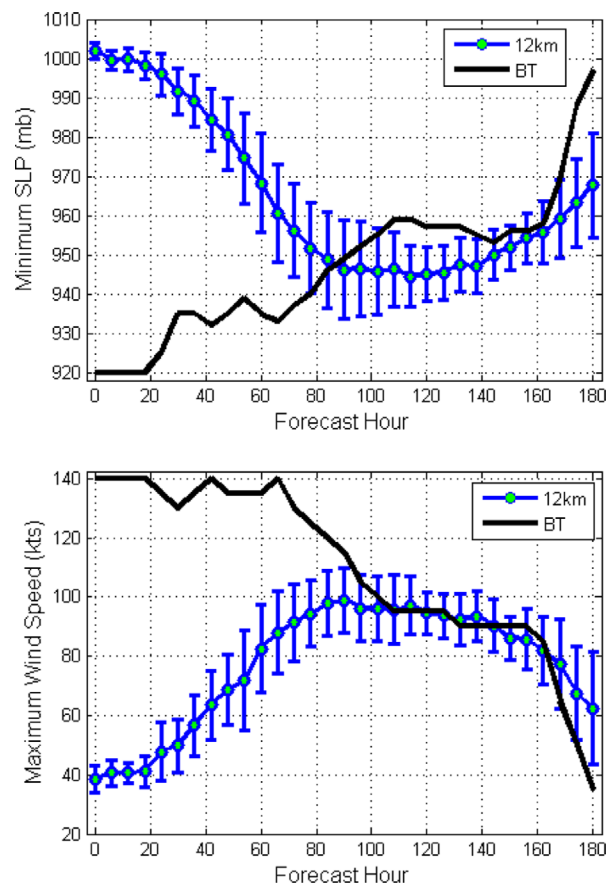 1010
1000
990
980
970
960
950
940
930
920
Minimum SLP (mb)
12km
BT
0 20 40 60 80 100 120 140 160 180
Forecast Hour
140
120
100
80
60
40
20
Maximum Wind Speed (kts)
12km
BT
0 20 40 60 80 100 120 140 160 180
Forecast Hour